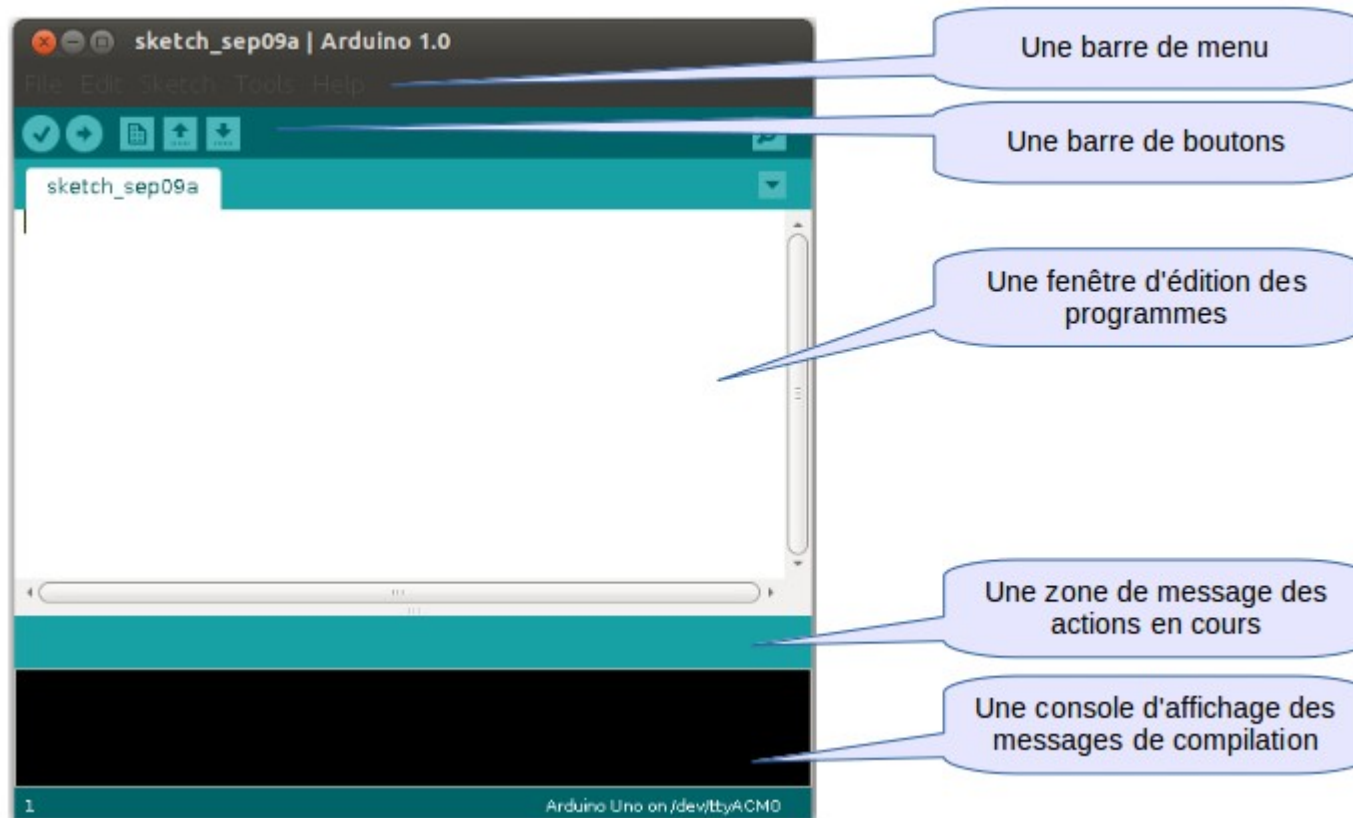 sketch_sep09a | Arduino 1.0
File Edit Sketch Tools Help
sketch_sep09a
1
Arduino Uno on /dev/ttyACM0
Une barre de menu
Une barre de boutons
Une fenêtre d'édition des
programmes
Une zone de message des
actions en cours
Une console d'affichage des
messages de compilation